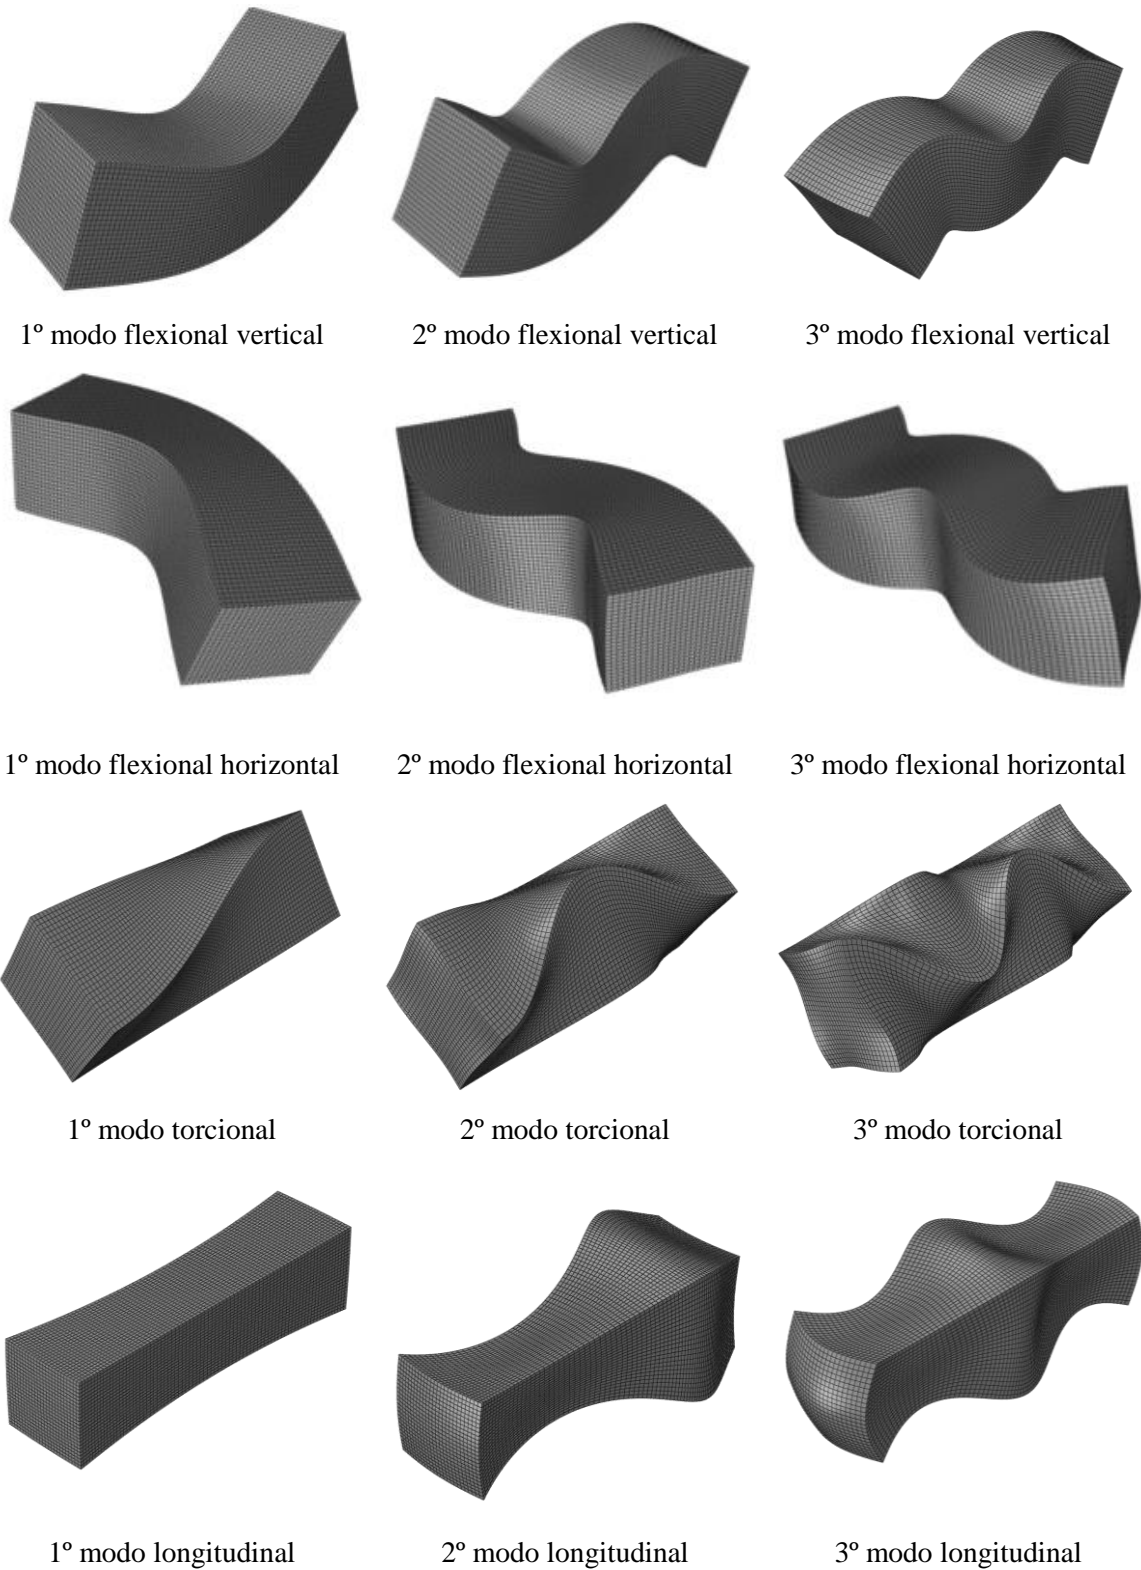 1º modo flexional vertical
2º modo flexional vertical
3º modo flexional vertical
1º modo flexional horizontal
2º modo flexional horizontal
3º modo flexional horizontal
1º modo torcional
2º modo torcional
3º modo torcional
1º modo longitudinal
2º modo longitudinal
3º modo longitudinal